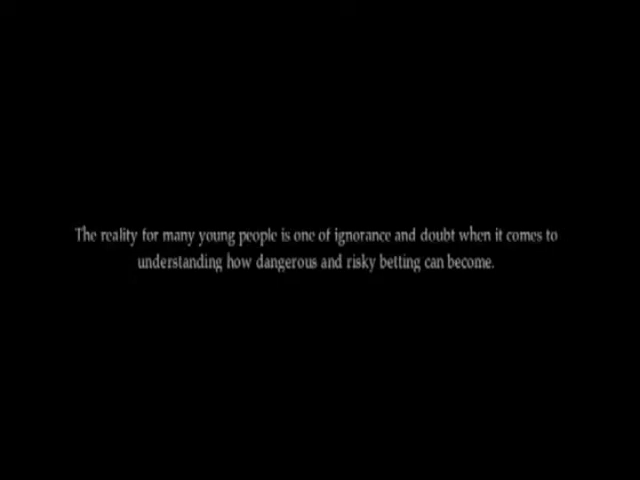 The reality for many young people is one of ignorance and doubt when it comes to
understanding how dangerous and risky betting can become.